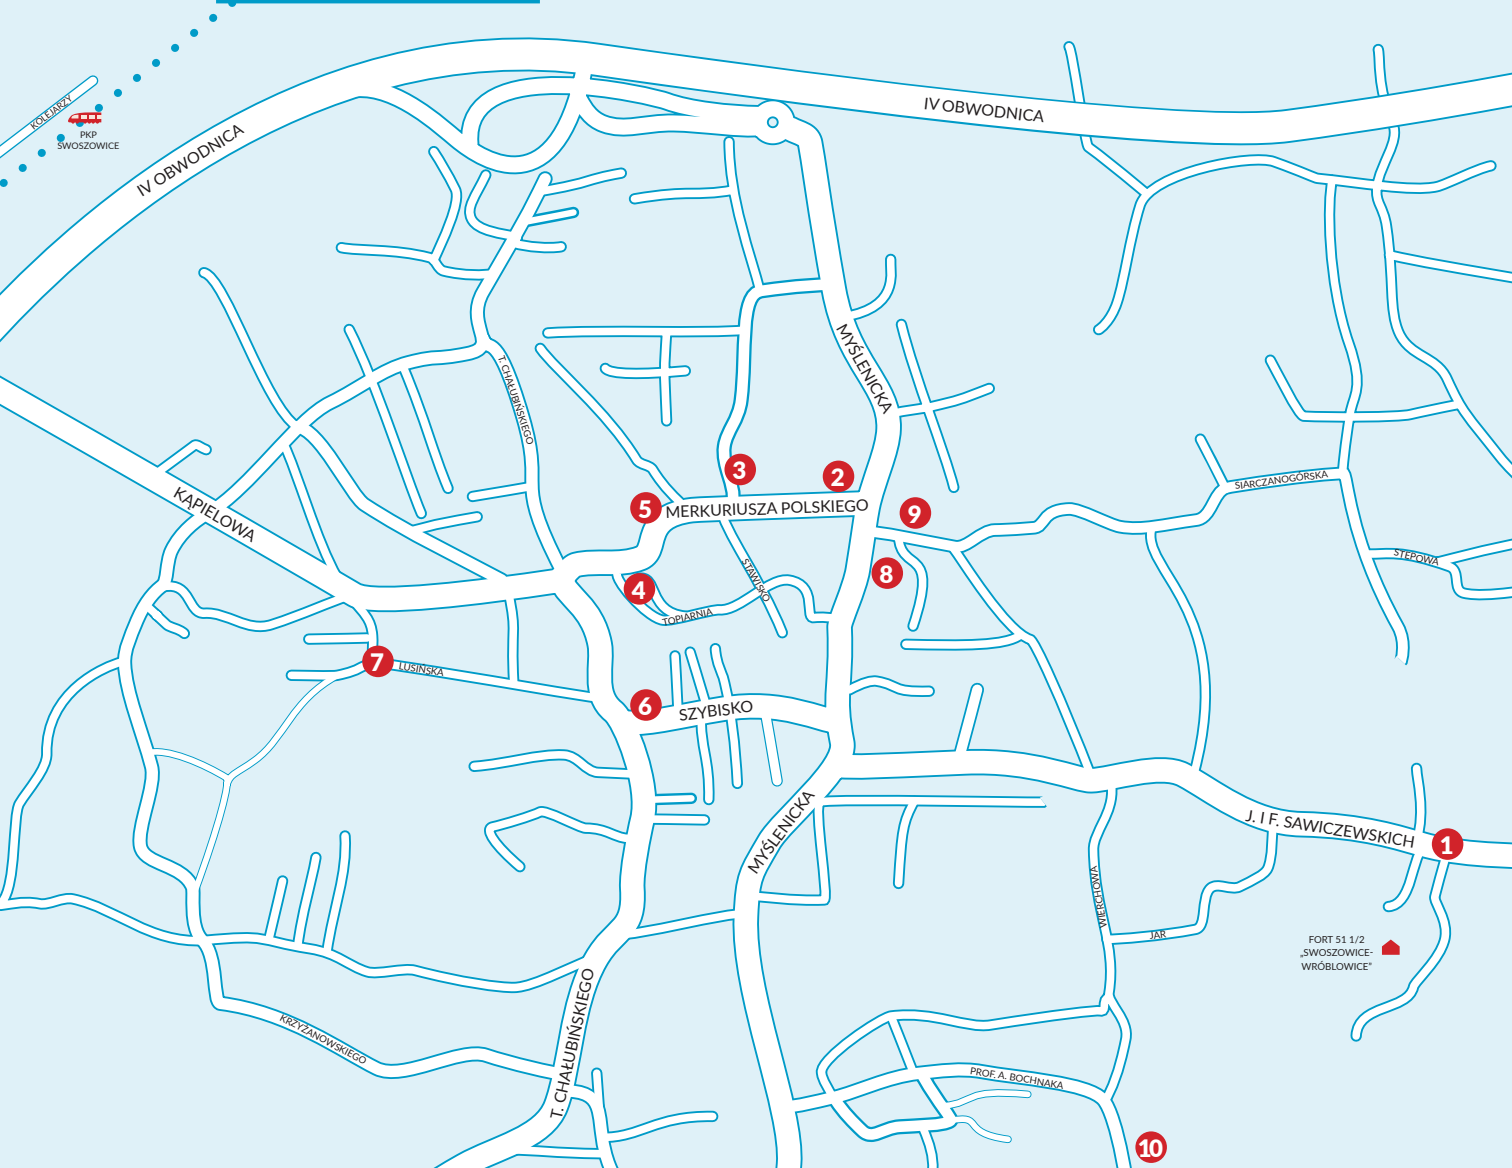 KOLEJARZY
PKP
SWOSZOWICE
IV OBWODNICA
IV OBWODNICA
MYŚLENICKA
T. CHAŁUBIŃSKIEGO
KĄPIELOWA
3
2
5
MERKURIUSZA POLSKIEGO
9
SIARCZANOGÓRSKA
STĘPOWA
8
4
STAWISKO
TOPIARNIA
7
LUSIŃSKA
6
SZYBISKO
MYŚLENICKA
J. I F. SAWICZEWSKICH
1
WIERCHOWA
JAR
FORT 51 1/2
„SWOSZOWICE-
WRÓBLOWICE”
T. CHAŁUBIŃSKIEGO
KRZYŻANOWSKIEGO
PROF. A. BOCHNAKA
10